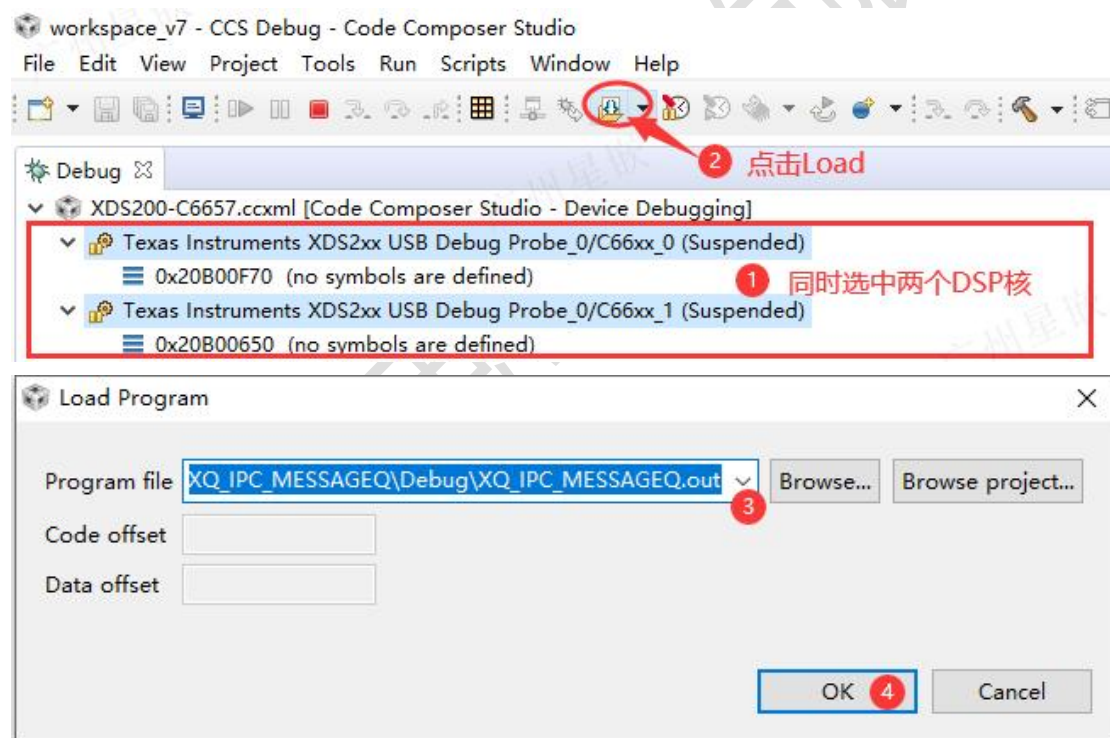 workspace_v7 - CCS Debug - Code Composer Studio
File Edit View Project Tools Run Scripts Window Help
2 点击Load
Debug
XDS200-C6657.ccxml [Code Composer Studio - Device Debugging]
Texas Instruments XDS2xx USB Debug Probe_0/C66xx_0 (Suspended)
0x20B00F70 (no symbols are defined)
1 同时选中两个DSP核
Texas Instruments XDS2xx USB Debug Probe_0/C66xx_1 (Suspended)
0x20B00650 (no symbols are defined)
Load Program
Program file XQ_IPC_MESSAGEQ\Debug\XQ_IPC_MESSAGEQ.out Browse... Browse project...
3
Code offset
Data offset
OK 4 Cancel